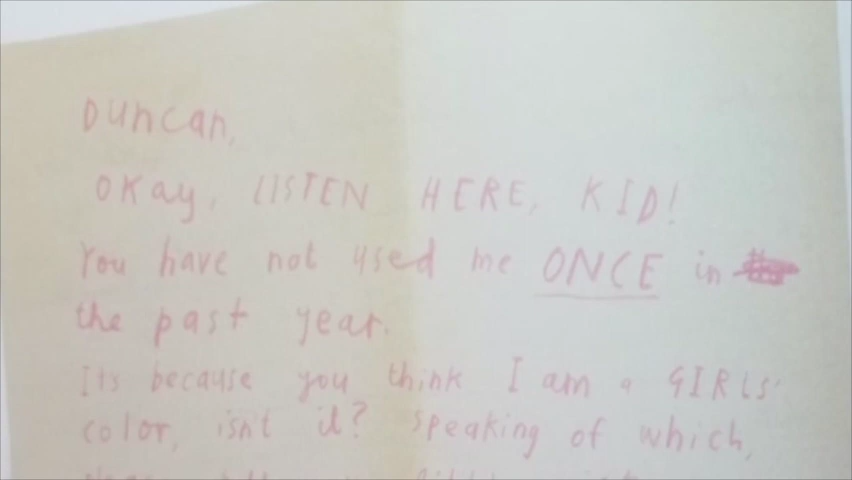 Duncan,
OKay, LISTEN HERE, KID!
You have not used me ONCE in
the past year.
Its because you think I am a GIRLS'
color, isn't it? Speaking of which,